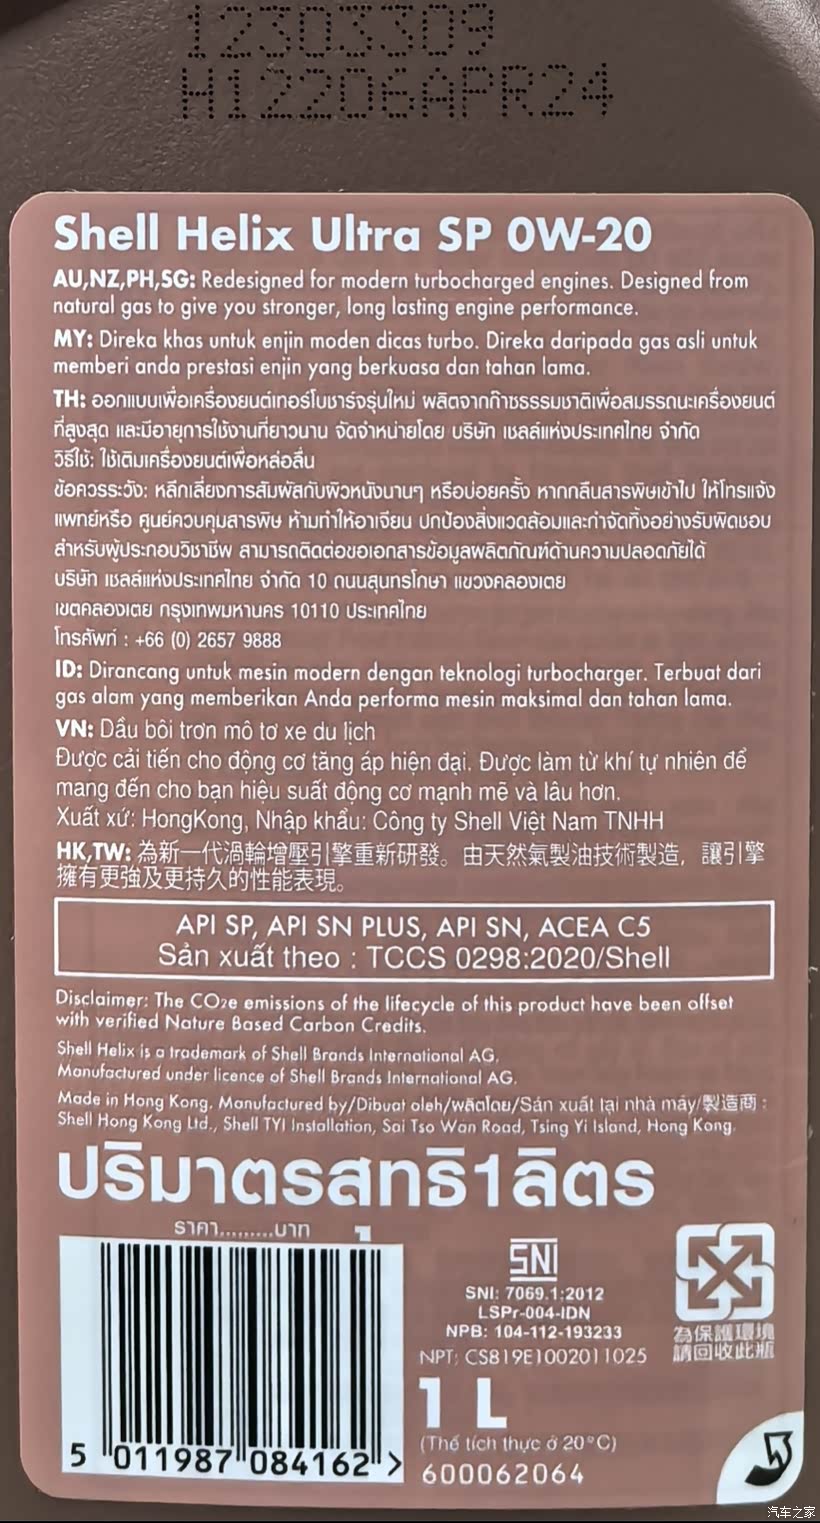 12303309
H12206APR24
Shell Helix Ultra SP 0W-20
AU,NZ,PH,SG: Redesigned for modern turbocharged engines. Designed from
natural gas to give you stronger, long lasting engine performance.
MY: Direka khas untuk enjin moden dicas turbo. Direka daripada gas asli untuk
memberi anda prestasi enjin yang berkuasa dan tahan lama.
TH: ออกแบบเพื่อเครื่องยนต์เทอร์โบชาร์จรุ่นใหม่ ผลิตจากก๊าซธรรมชาติเพื่อสมรรถนะเครื่องยนต์
ที่สูงสุด และมีอายุการใช้งานที่ยาวนาน จัดจำหน่ายโดย บริษัท เชลล์แห่งประเทศไทย จำกัด
วิธีใช้: ใช้เติมเครื่องยนต์เพื่อหล่อลื่น
ข้อควรระวัง: หลีกเลี่ยงการสัมผัสกับผิวหนังนานๆ หรือบ่อยครั้ง หากกลืนสารพิษเข้าไป ให้โทรแจ้ง
แพทย์หรือ ศูนย์ควบคุมสารพิษ ห้ามทำให้อาเจียน ปกป้องสิ่งแวดล้อมและกำจัดทิ้งอย่างรับผิดชอบ
สำหรับผู้ประกอบวิชาชีพ สามารถติดต่อขอเอกสารข้อมูลผลิตภัณฑ์ด้านความปลอดภัยได้
บริษัท เชลล์แห่งประเทศไทย จำกัด 10 ถนนสุนทรโกษา แขวงคลองเตย
เขตคลองเตย กรุงเทพมหานคร 10110 ประเทศไทย
โทรศัพท์ : +66 (0) 2657 9888
ID: Dirancang untuk mesin modern dengan teknologi turbocharger. Terbuat dari
gas alam yang memberikan Anda performa mesin maksimal dan tahan lama.
VN: Dầu bôi trơn mô tơ xe du lịch
Được cải tiến cho động cơ tăng áp hiện đại. Được làm từ khí tự nhiên để
mang đến cho bạn hiệu suất động cơ mạnh mẽ và lâu hơn.
Xuất xứ: HongKong, Nhập khẩu: Công ty Shell Việt Nam TNHH
HK,TW: 為新一代渦輪增壓引擎重新研發。由天然氣製油技術製造，讓引擎
擁有更強及更持久的性能表現。
API SP, API SN PLUS, API SN, ACEA C5
Sản xuất theo : TCCS 0298:2020/Shell
Disclaimer: The CO₂e emissions of the lifecycle of this product have been offset
with verified Nature Based Carbon Credits.
Shell Helix is a trademark of Shell Brands International AG.
Manufactured under licence of Shell Brands International AG.
Made in Hong Kong. Manufactured by/Dibuat oleh/ผลิตโดย/Sản xuất tại nhà máy/製造商 :
Shell Hong Kong Ltd., Shell TYI Installation, Sai Tso Wan Road, Tsing Yi Island, Hong Kong.
ปริมาตรสุทธิ1ลิตร
ราคา.........บาท
SNI
SNI: 7069.1:2012
LSPr-004-IDN
NPB: 104-112-193233
NPT: CS819E1002011025
為保護環境
請回收此瓶
1 L
(Thể tích thực ở 20°C)
600062064
5 011987 084162 >
汽车之家